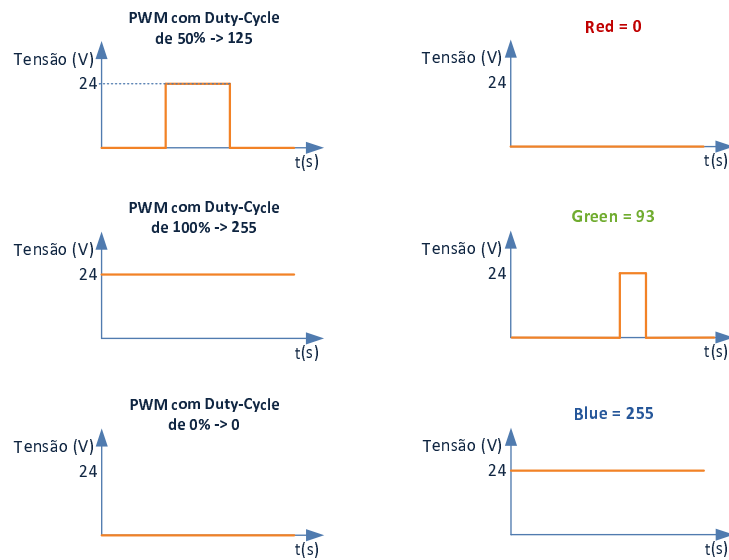 PWM com Duty-Cycle
de 50% -> 125
Tensão (V)
24
t(s)
Red = 0
Tensão (V)
24
t(s)
PWM com Duty-Cycle
de 100% -> 255
Tensão (V)
24
t(s)
Green = 93
Tensão (V)
24
t(s)
PWM com Duty-Cycle
de 0% -> 0
Tensão (V)
24
t(s)
Blue = 255
Tensão (V)
24
t(s)